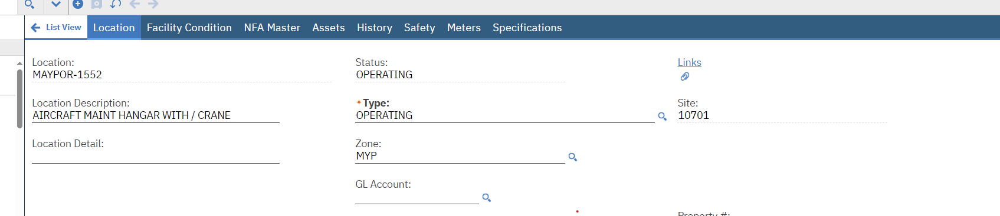 List View Location Facility Condition NFA Master Assets History Safety Meters Specifications
Location: Status: Links
MAYPOR-1552 OPERATING
Location Description: *Type: Site:
AIRCRAFT MAINT HANGAR WITH / CRANE OPERATING 10701
Location Detail: Zone:
MYP
GL Account:
Property #: